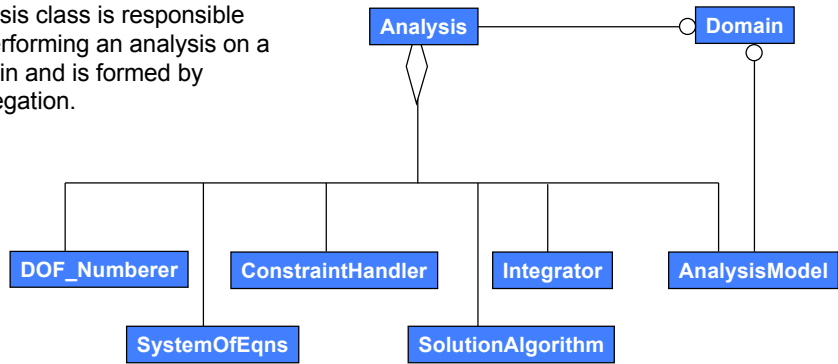 sis class is responsible
erforming an analysis on a
in and is formed by
egation.
Analysis
Domain
DOF_Numberer
ConstraintHandler
Integrator
AnalysisModel
SystemOfEqns
SolutionAlgorithm